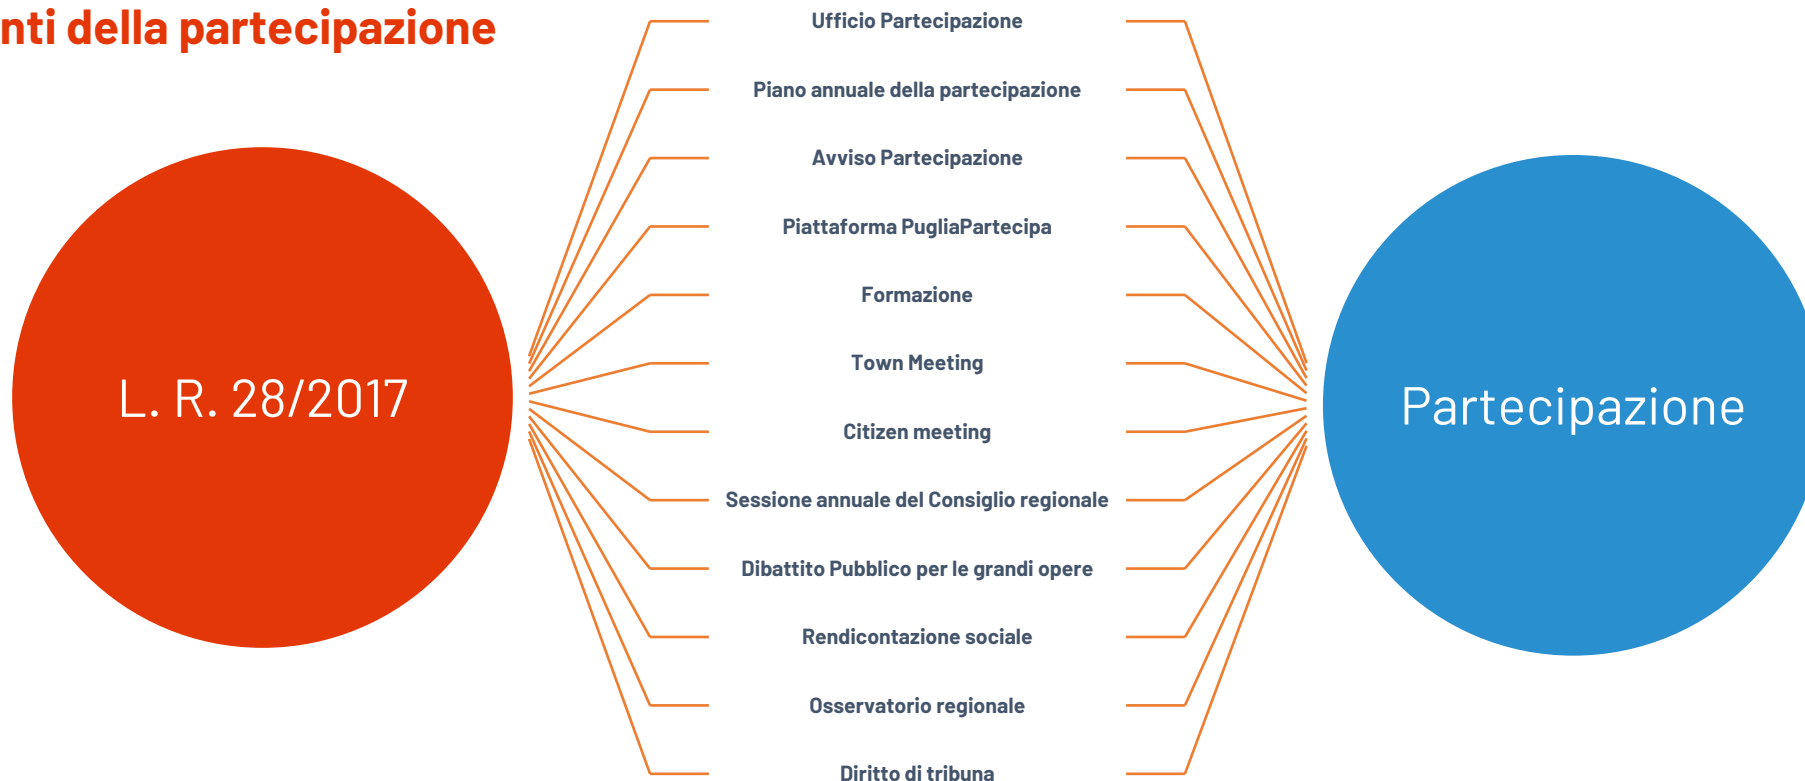 nti della partecipazione
Ufficio Partecipazione
Piano annuale della partecipazione
Avviso Partecipazione
Piattaforma PugliaPartecipa
Formazione
Town Meeting
Citizen meeting
Sessione annuale del Consiglio regionale
Dibattito Pubblico per le grandi opere
Rendicontazione sociale
Osservatorio regionale
Diritto di tribuna
L. R. 28/2017
Partecipazione